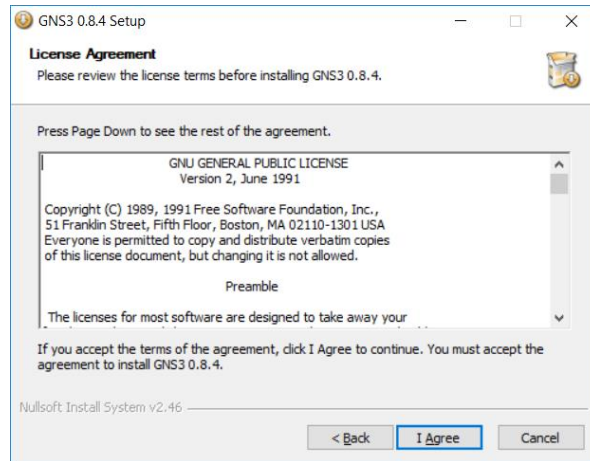 GNS3 0.8.4 Setup
License Agreement
Please review the license terms before installing GNS3 0.8.4.
Press Page Down to see the rest of the agreement.
GNU GENERAL PUBLIC LICENSE
Version 2, June 1991
Copyright (C) 1989, 1991 Free Software Foundation, Inc.,
51 Franklin Street, Fifth Floor, Boston, MA 02110-1301 USA
Everyone is permitted to copy and distribute verbatim copies
of this license document, but changing it is not allowed.
Preamble
The licenses for most software are designed to take away your
If you accept the terms of the agreement, click I Agree to continue. You must accept the
agreement to install GNS3 0.8.4.
Nullsoft Install System v2.46
< Back I Agree Cancel